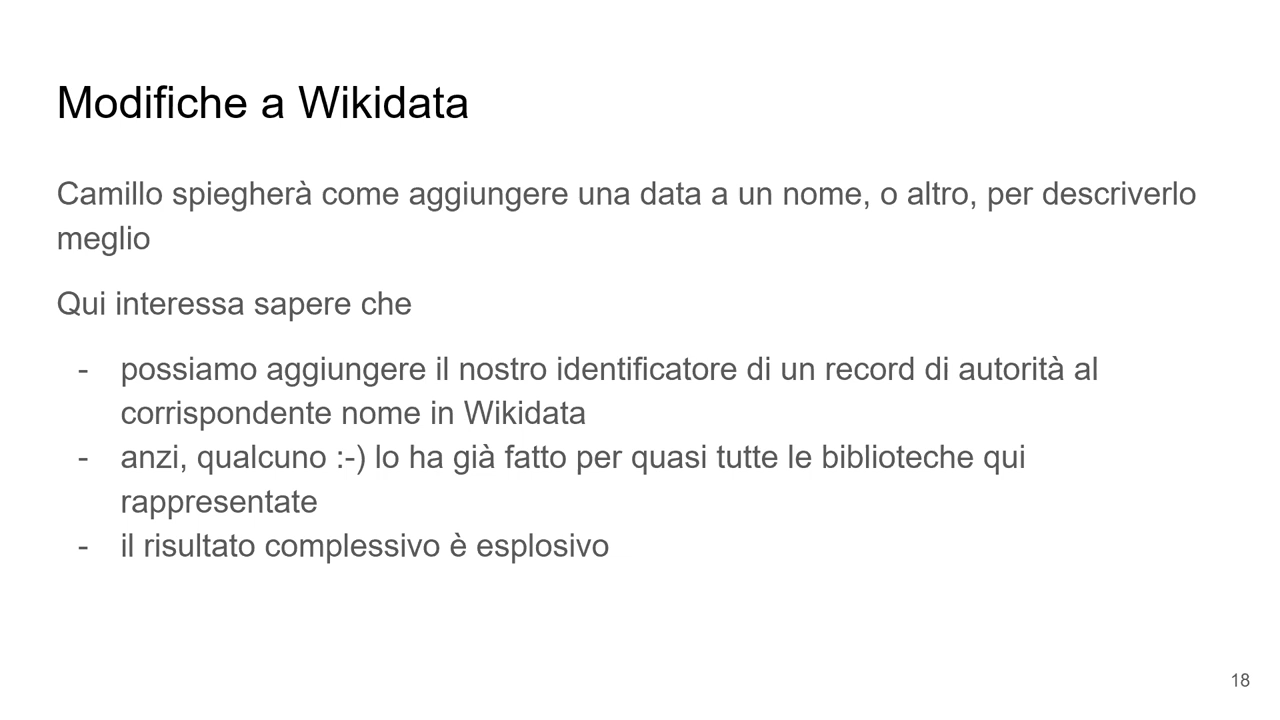 Modifiche a Wikidata
Camillo spiegherà come aggiungere una data a un nome, o altro, per descriverlo
meglio
Qui interessa sapere che
- possiamo aggiungere il nostro identificatore di un record di autorità al
corrispondente nome in Wikidata
- anzi, qualcuno :-) lo ha già fatto per quasi tutte le biblioteche qui
rappresentate
- il risultato complessivo è esplosivo
18